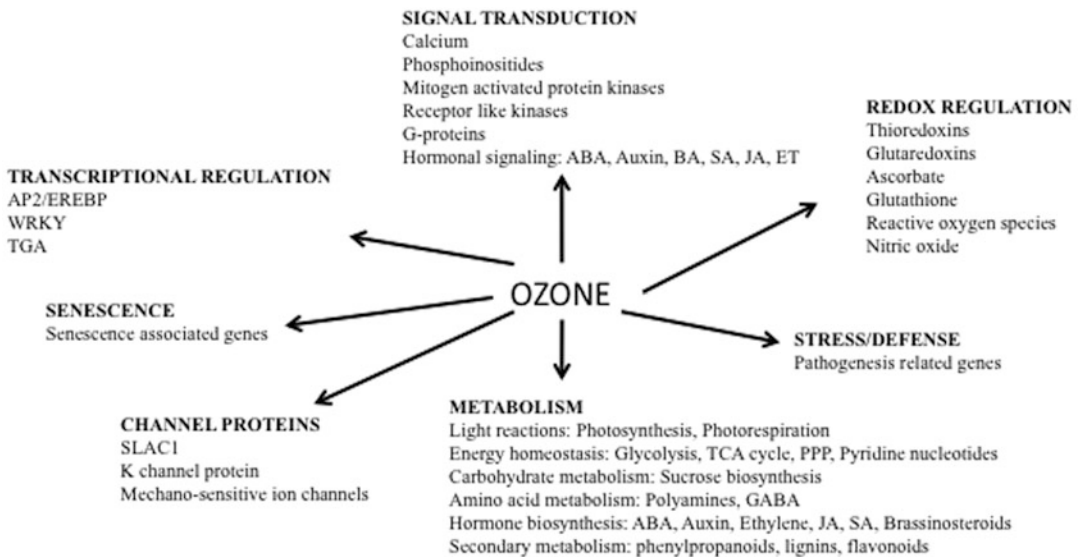 SIGNAL TRANSDUCTION
Calcium
Phosphoinositides
Mitogen activated protein kinases
Receptor like kinases
G-proteins
Hormonal signaling: ABA, Auxin, BA, SA, JA, ET
REDOX REGULATION
Thioredoxins
Glutaredoxins
Ascorbate
Glutathione
Reactive oxygen species
Nitric oxide
TRANSCRIPTIONAL REGULATION
AP2/EREBP
WRKY
TGA
OZONE
SENESCENCE
Senescence associated genes
STRESS/DEFENSE
Pathogenesis related genes
CHANNEL PROTEINS
SLAC1
K channel protein
Mechano-sensitive ion channels
METABOLISM
Light reactions: Photosynthesis, Photorespiration
Energy homeostasis: Glycolysis, TCA cycle, PPP, Pyridine nucleotides
Carbohydrate metabolism: Sucrose biosynthesis
Amino acid metabolism: Polyamines, GABA
Hormone biosynthesis: ABA, Auxin, Ethylene, JA, SA, Brassinosteroids
Secondary metabolism: phenylpropanoids, lignins, flavonoids